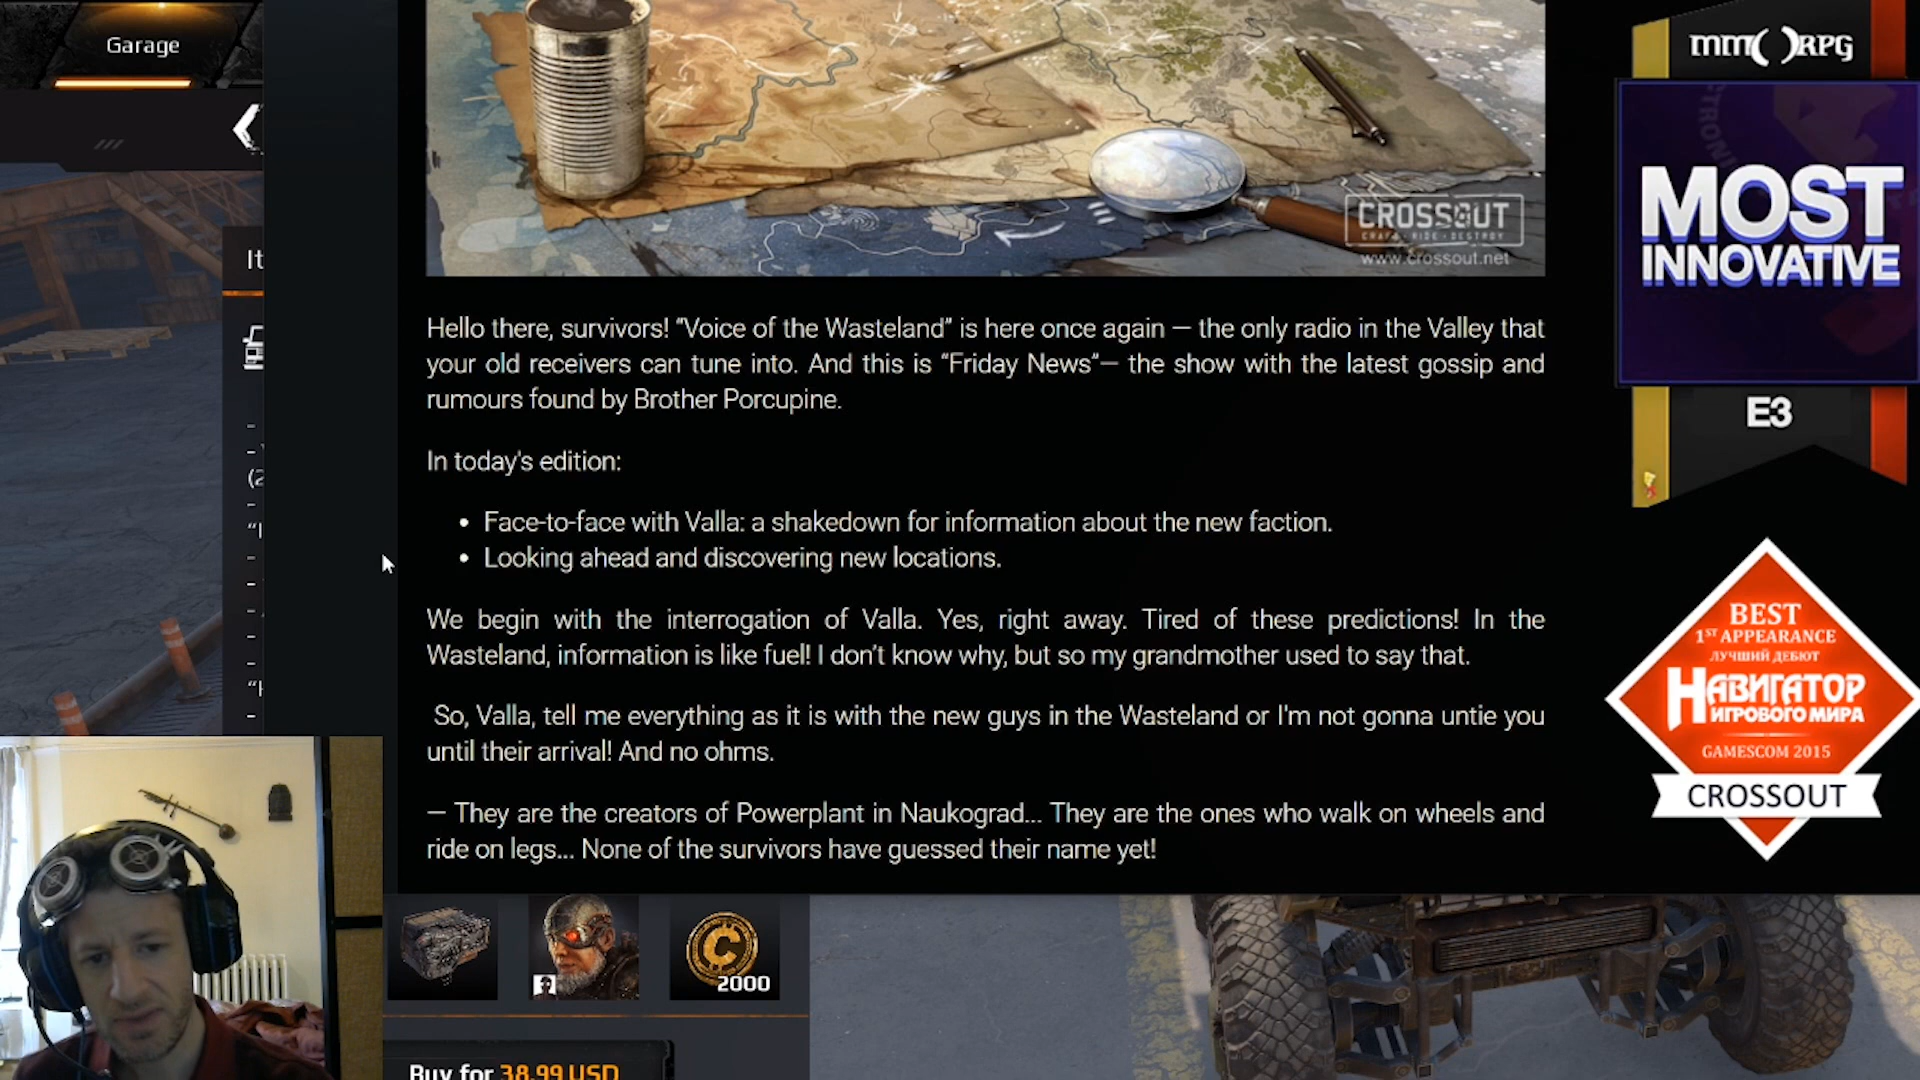 Garage
CROSSOUT
CRAFT • RIDE • DESTROY
www.crossout.net
Hello there, survivors! “Voice of the Wasteland” is here once again — the only radio in the Valley that
your old receivers can tune into. And this is “Friday News”— the show with the latest gossip and
rumours found by Brother Porcupine.
In today's edition:
• Face-to-face with Valla: a shakedown for information about the new faction.
• Looking ahead and discovering new locations.
We begin with the interrogation of Valla. Yes, right away. Tired of these predictions! In the
Wasteland, information is like fuel! I don’t know why, but so my grandmother used to say that.
So, Valla, tell me everything as it is with the new guys in the Wasteland or I'm not gonna untie you
until their arrival! And no ohms.
— They are the creators of Powerplant in Naukograd... They are the ones who walk on wheels and
ride on legs... None of the survivors have guessed their name yet!
2000
Buy for 38.99 USD
MMORPG
MOST
INNOVATIVE
E3
BEST
1ST APPEARANCE
ЛУЧШИЙ ДЕБЮТ
НАВИГАТОР
ИГРОВОГО МИРА
GAMESCOM 2015
CROSSOUT